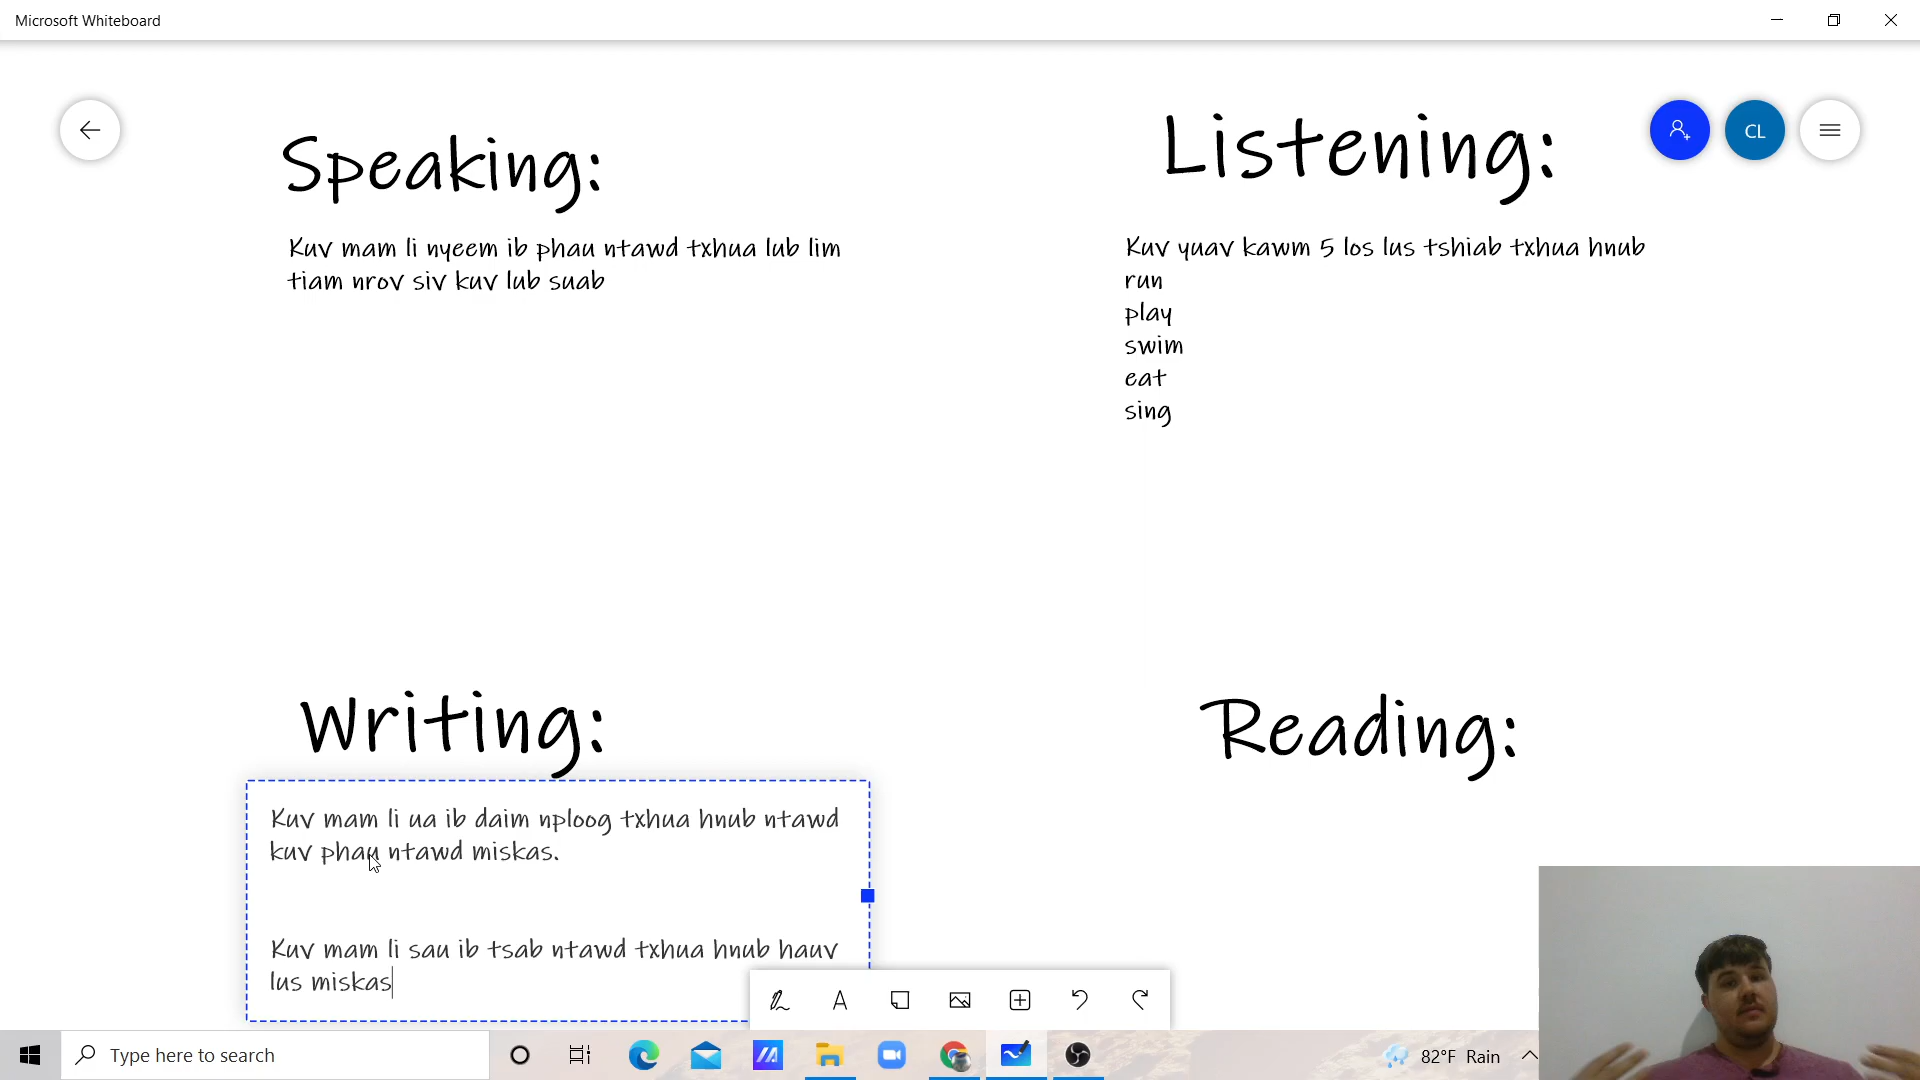 Microsoft Whiteboard
CL
Speaking:
Kuv mam li nyeem ib phau ntawd txhua lub lim
tiam nrov siv kuv lub suab
Listening:
Kuv yuav kawm 5 los lus tshiab txhua hnub
run
play
swim
eat
sing
Writing:
Kuv mam li ua ib daim nploog txhua hnub ntawd
kuv phau ntawd miskas.
Kuv mam li sau ib tsab ntawd txhua hnub hauv
lus miskas
Reading:
Type here to search
82°F Rain